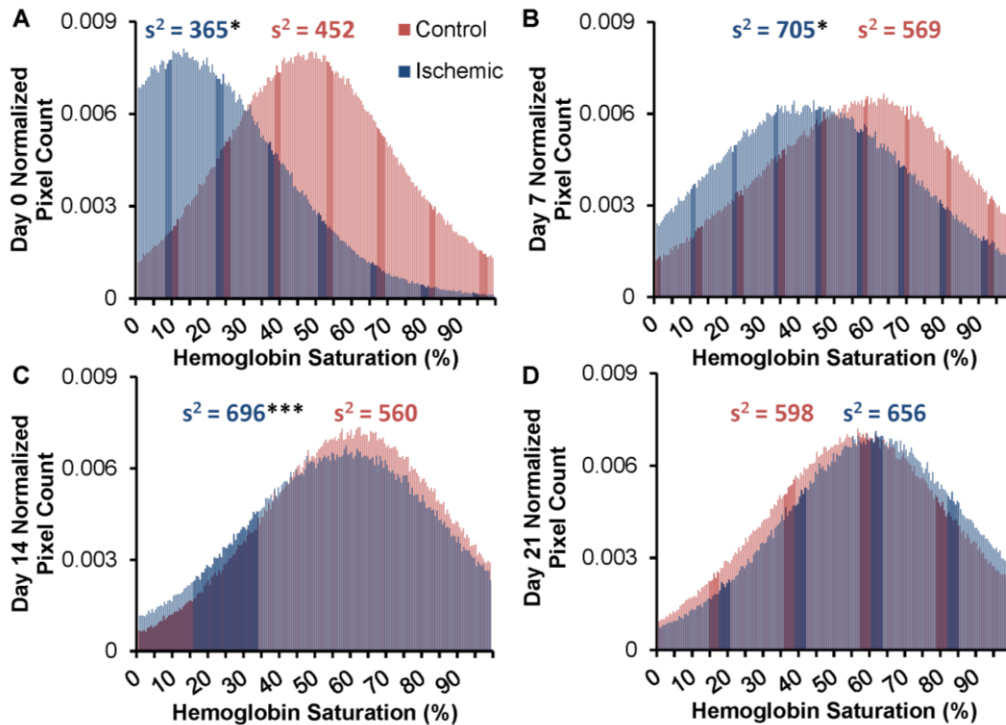 A
s² = 365* s² = 452
Control
Ischemic
Day 0 Normalized
Pixel Count
0.009
0.006
0.003
0
0 10 20 30 40 50 60 70 80 90
Hemoglobin Saturation (%)
B
s² = 705* s² = 569
Day 7 Normalized
Pixel Count
0.009
0.006
0.003
0
0 10 20 30 40 50 60 70 80 90
Hemoglobin Saturation (%)
C
s² = 696*** s² = 560
Day 14 Normalized
Pixel Count
0.009
0.006
0.003
0
0 10 20 30 40 50 60 70 80 90
Hemoglobin Saturation (%)
D
s² = 598 s² = 656
Day 21 Normalized
Pixel Count
0.009
0.006
0.003
0
0 10 20 30 40 50 60 70 80 90
Hemoglobin Saturation (%)